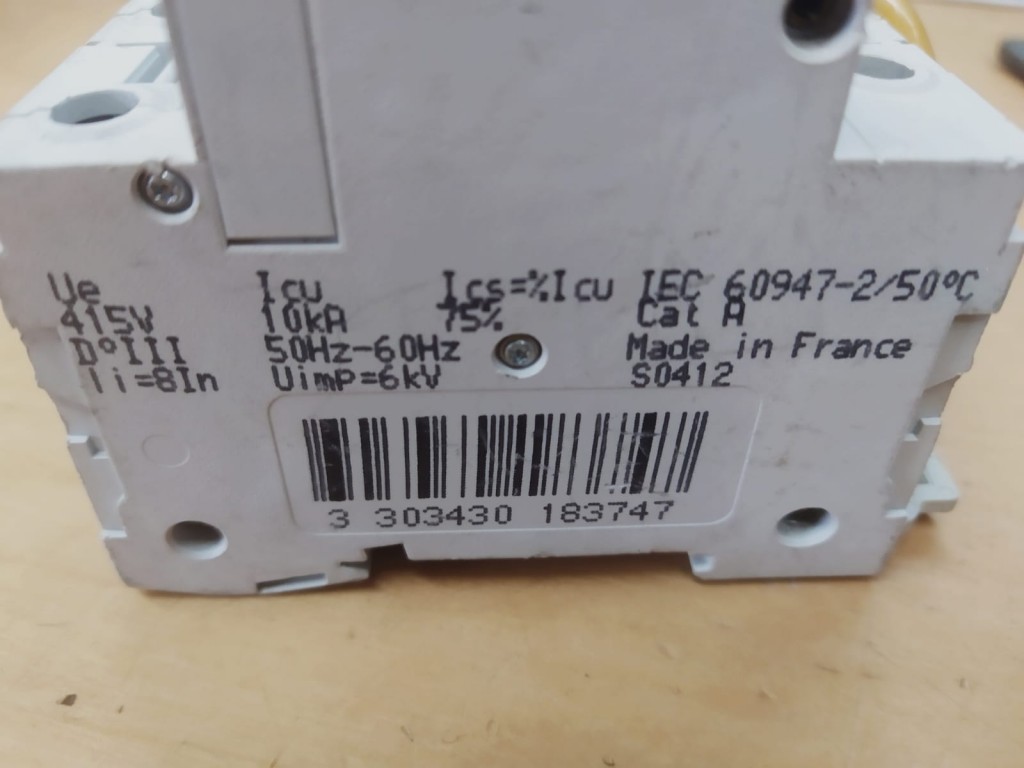 Ue Icu Ics=%Icu IEC 60947-2/50°C
415V 10kA 75% Cat A
D°III 50Hz-60Hz Made in France
Ii=8In Uimp=6kV S0412
3 303430 183747